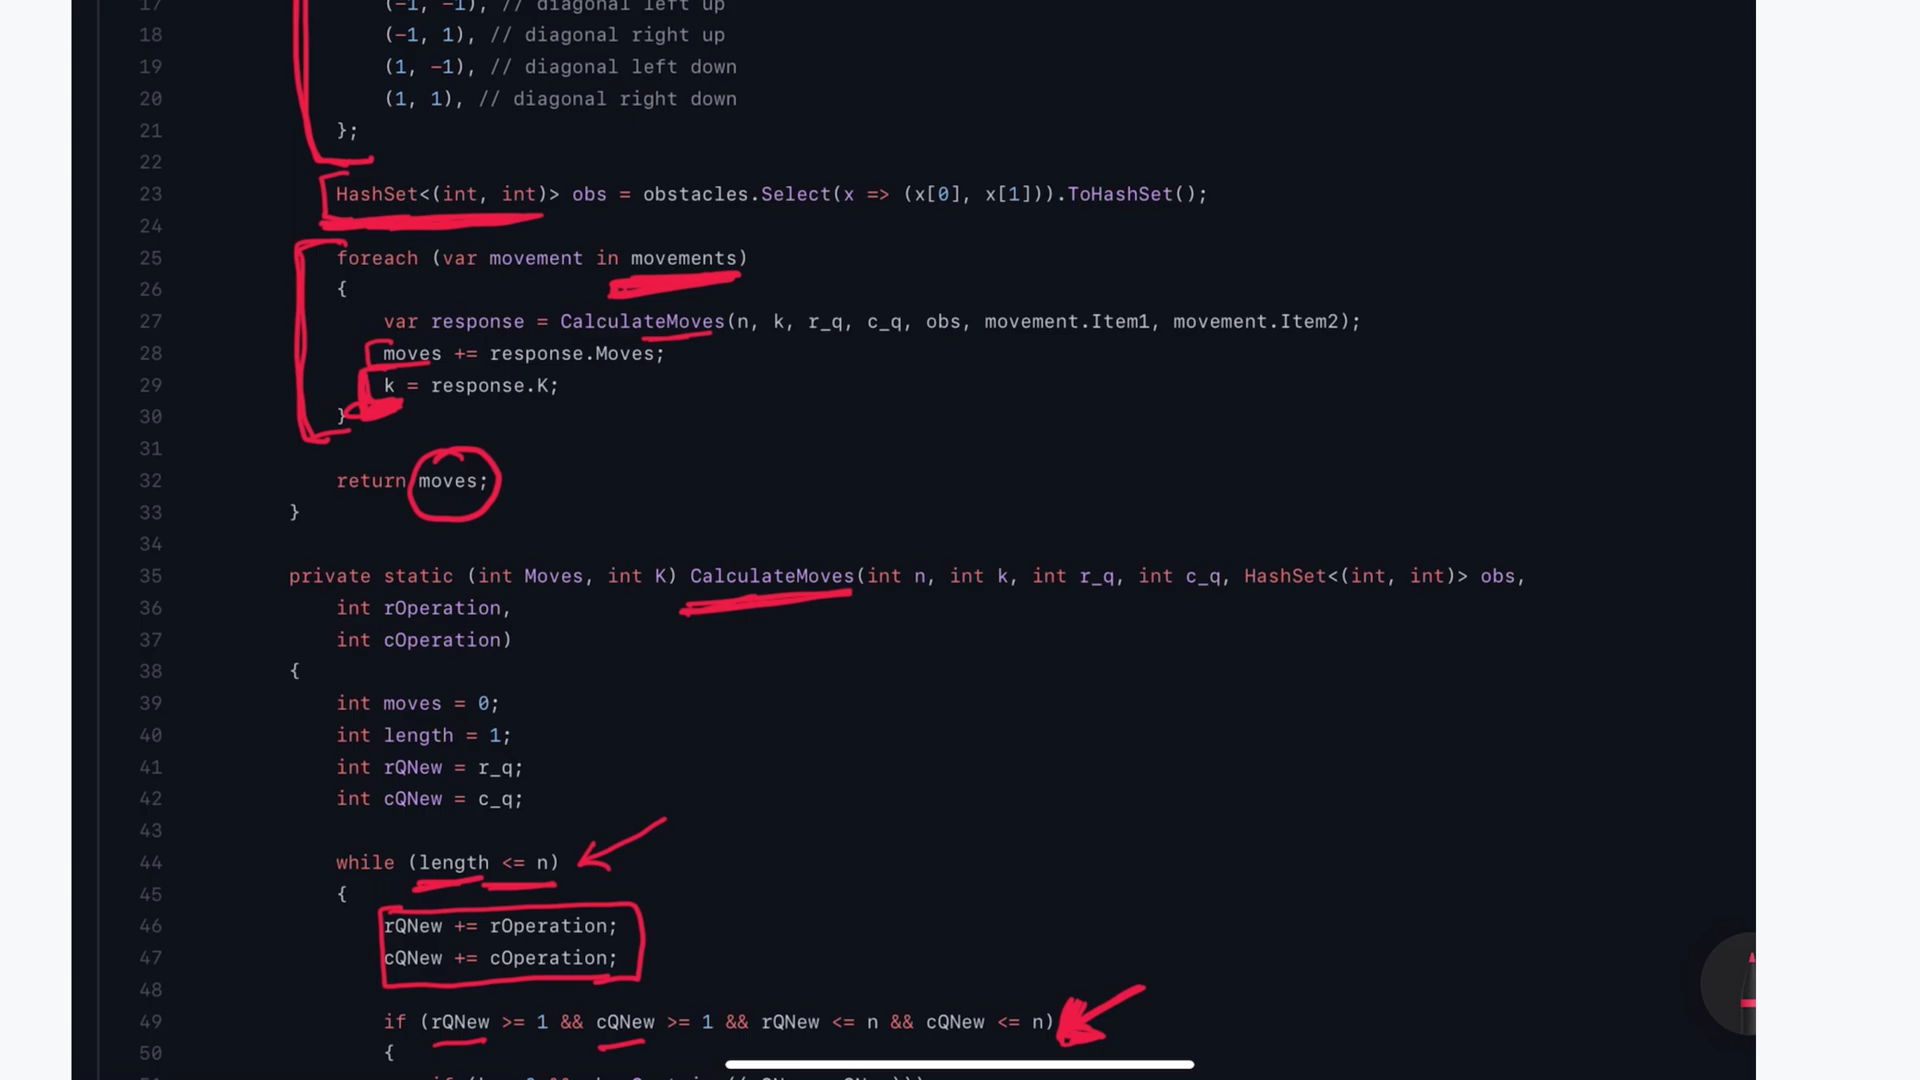 17 (-1, -1), // diagonal left up
18 (-1, 1), // diagonal right up
19 (1, -1), // diagonal left down
20 (1, 1), // diagonal right down
21 };
22
23 HashSet<(int, int)> obs = obstacles.Select(x => (x[0], x[1])).ToHashSet();
24
25 foreach (var movement in movements)
26 {
27 var response = CalculateMoves(n, k, r_q, c_q, obs, movement.Item1, movement.Item2);
28 moves += response.Moves;
29 k = response.K;
30 }
31
32 return moves;
33 }
34
35 private static (int Moves, int K) CalculateMoves(int n, int k, int r_q, int c_q, HashSet<(int, int)> obs,
36 int rOperation,
37 int cOperation)
38 {
39 int moves = 0;
40 int length = 1;
41 int rQNew = r_q;
42 int cQNew = c_q;
43
44 while (length <= n)
45 {
46 rQNew += rOperation;
47 cQNew += cOperation;
48
49 if (rQNew >= 1 && cQNew >= 1 && rQNew <= n && cQNew <= n)
50 {